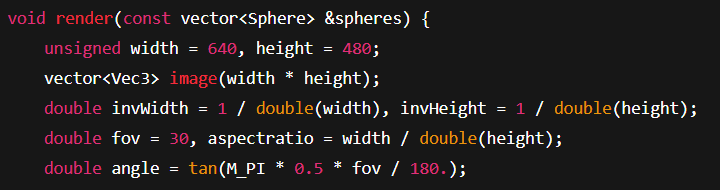 void render(const vector<Sphere> &spheres) {
unsigned width = 640, height = 480;
vector<Vec3> image(width * height);
double invWidth = 1 / double(width), invHeight = 1 / double(height);
double fov = 30, aspectratio = width / double(height);
double angle = tan(M_PI * 0.5 * fov / 180.);